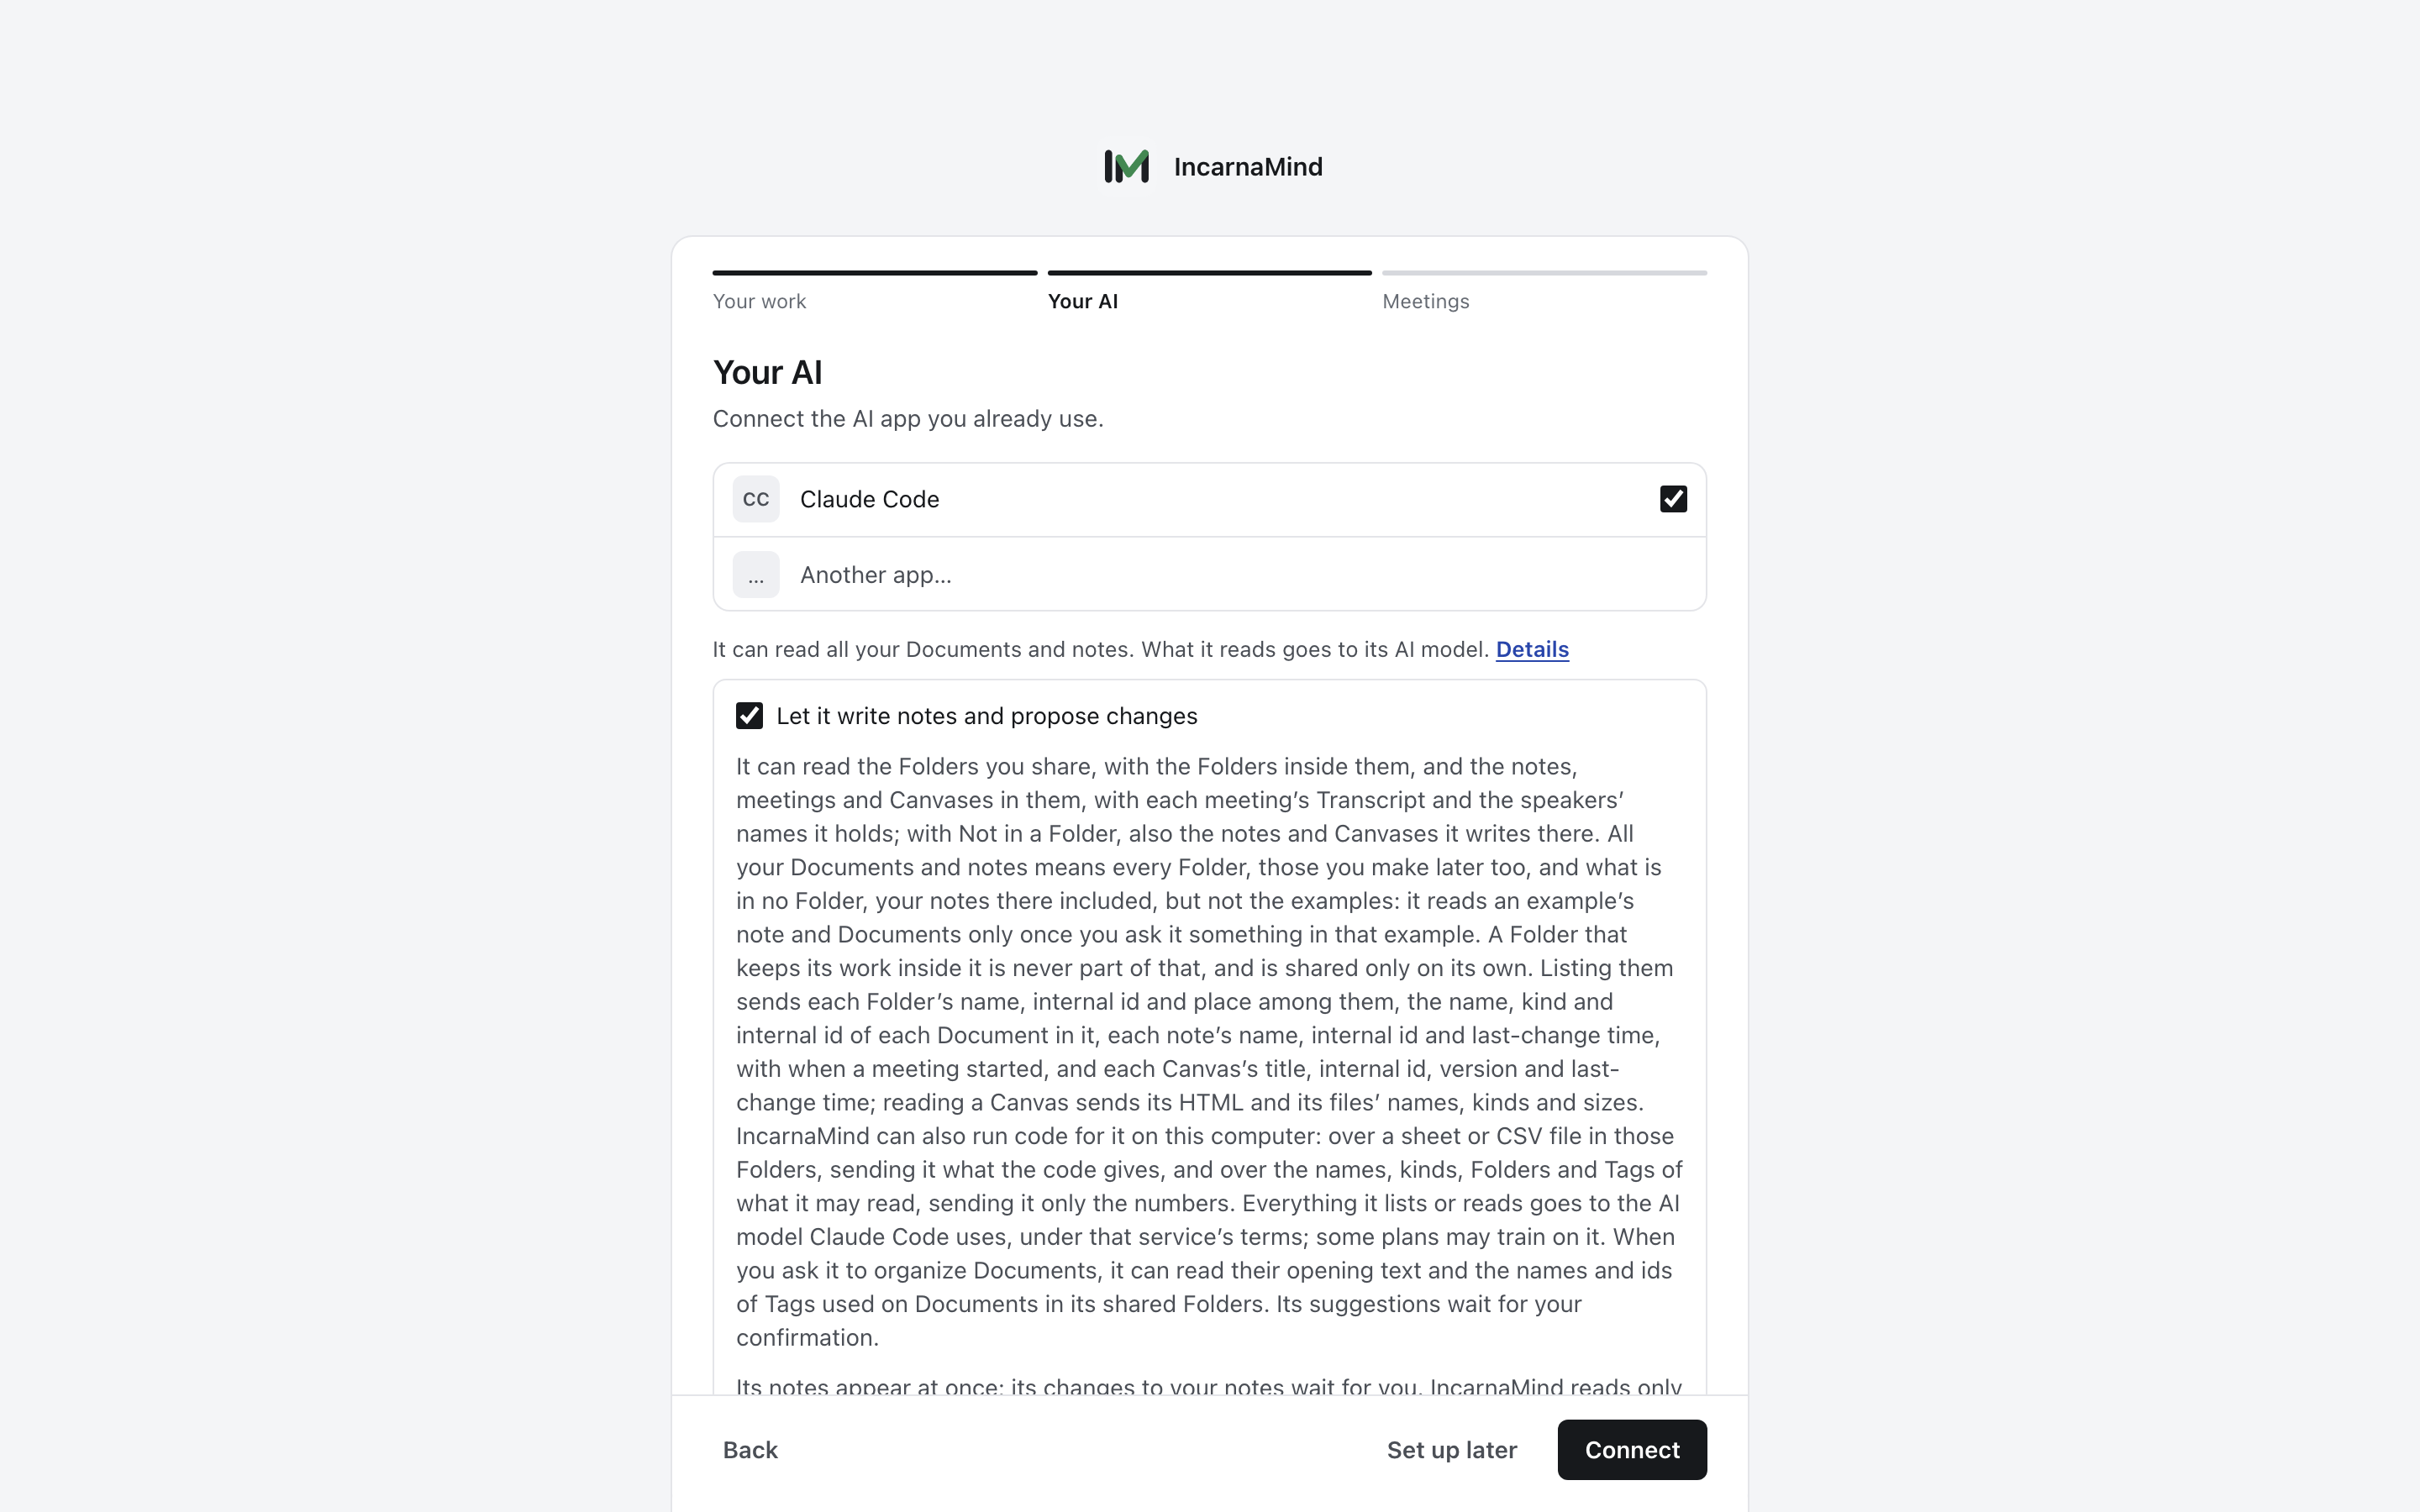 IncarnaMind
Your work
Your AI
Meetings
Your AI
Connect the AI app you already use.
CC
Claude Code
...
Another app...
It can read all your Documents and notes. What it reads goes to its AI model. Details
Let it write notes and propose changes
It can read the Folders you share, with the Folders inside them, and the notes,
meetings and Canvases in them, with each meeting’s Transcript and the speakers’
names it holds; with Not in a Folder, also the notes and Canvases it writes there. All
your Documents and notes means every Folder, those you make later too, and what is
in no Folder, your notes there included, but not the examples: it reads an example’s
note and Documents only once you ask it something in that example. A Folder that
keeps its work inside it is never part of that, and is shared only on its own. Listing them
sends each Folder’s name, internal id and place among them, the name, kind and
internal id of each Document in it, each note’s name, internal id and last-change time,
with when a meeting started, and each Canvas’s title, internal id, version and last-
change time; reading a Canvas sends its HTML and its files’ names, kinds and sizes.
IncarnaMind can also run code for it on this computer: over a sheet or CSV file in those
Folders, sending it what the code gives, and over the names, kinds, Folders and Tags of
what it may read, sending it only the numbers. Everything it lists or reads goes to the AI
model Claude Code uses, under that service’s terms; some plans may train on it. When
you ask it to organize Documents, it can read their opening text and the names and ids
of Tags used on Documents in its shared Folders. Its suggestions wait for your
confirmation.
Its notes appear at once; its changes to your notes wait for you. IncarnaMind reads only
Back
Set up later
Connect